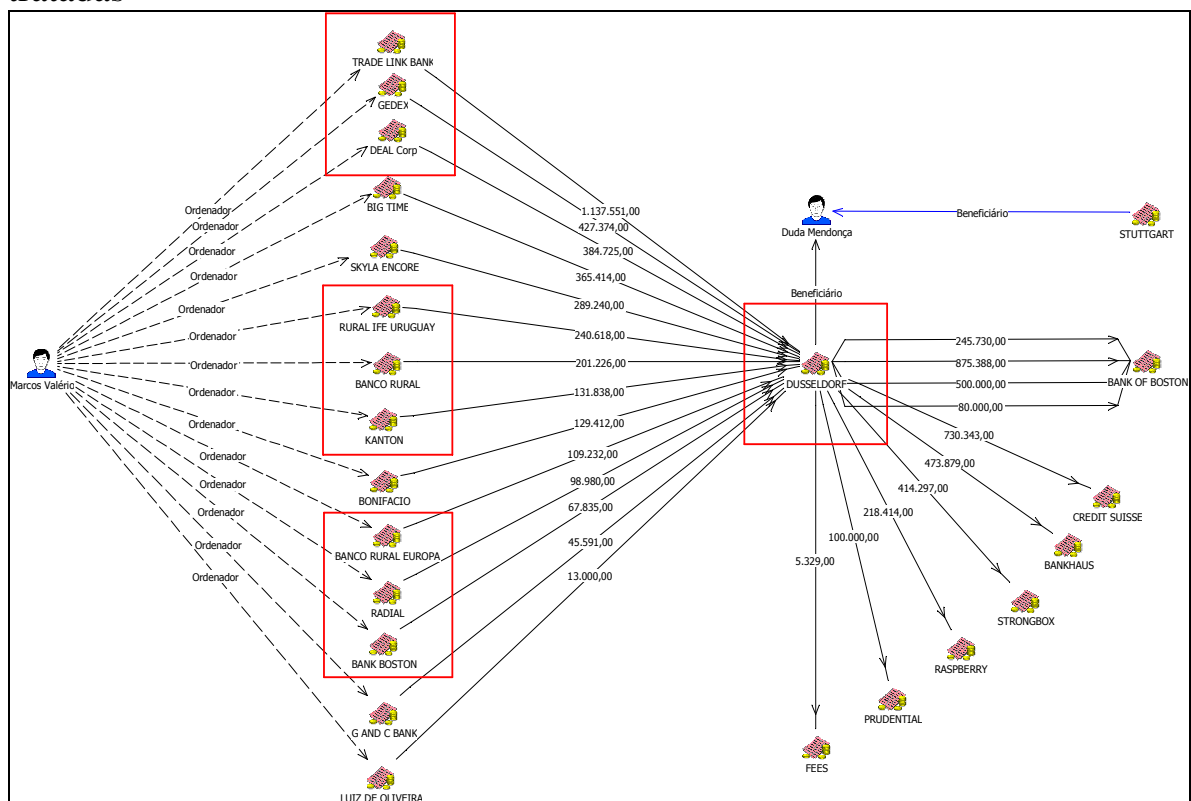 TRADE LINK BANK
GEDEX
DEAL Corp
BIG TIME
SKYLA ENCORE
RURAL IFE URUGUAY
BANCO RURAL
KANTON
BONIFACIO
BANCO RURAL EUROPA
RADIAL
BANK BOSTON
G AND C BANK
LUIZ DE OLIVEIRA
Marcos Valério
Ordenador
Ordenador
Ordenador
Ordenador
Ordenador
Ordenador
Ordenador
Ordenador
Ordenador
Ordenador
Ordenador
Ordenador
Ordenador
Ordenador
1.137.551,00
427.374,00
384.725,00
365.414,00
289.240,00
240.618,00
201.226,00
131.838,00
129.412,00
109.232,00
98.980,00
67.835,00
45.591,00
13.000,00
Duda Mendonça
Beneficiário
STUTTGART
Beneficiário
DUSSELDORF
245.730,00
875.388,00
500.000,00
80.000,00
BANK OF BOSTON
730.343,00
473.879,00
414.297,00
218.414,00
100.000,00
5.329,00
CREDIT SUISSE
BANKHAUS
STRONGBOX
RASPBERRY
PRUDENTIAL
FEES